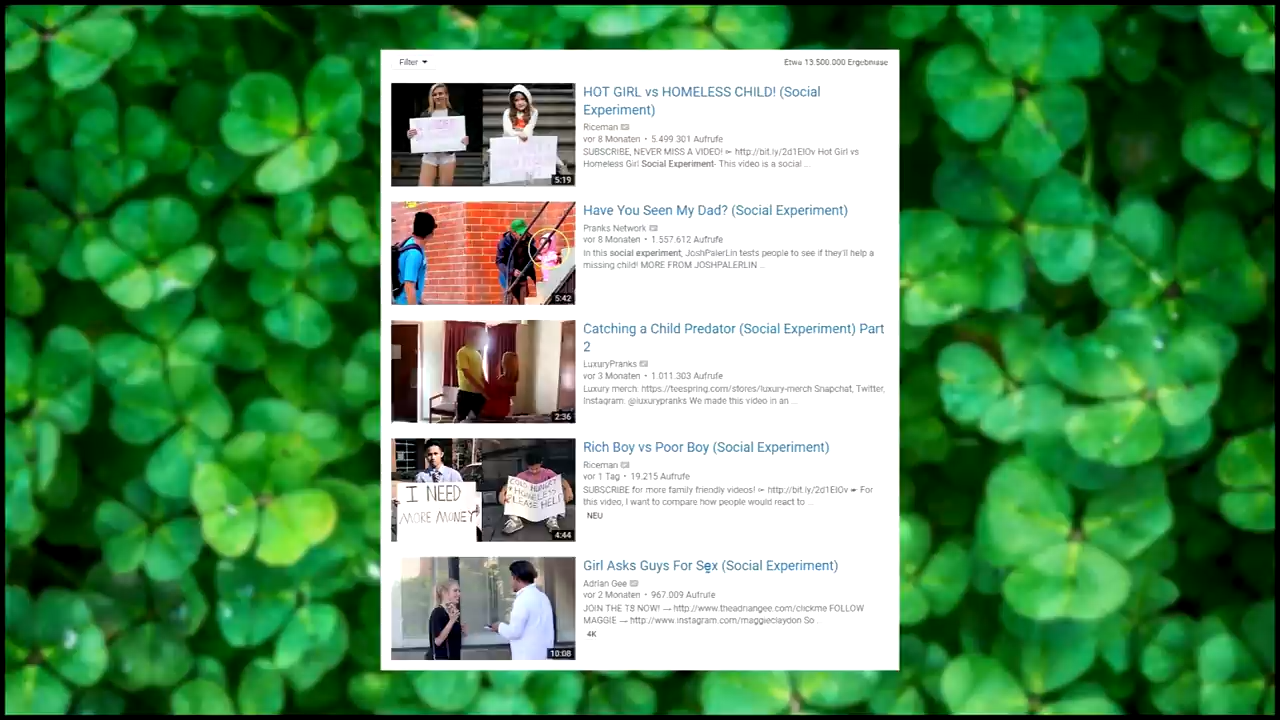 Filter
Etwa 13.500.000 Ergebnisse
HOT GIRL vs HOMELESS CHILD! (Social
Experiment)
Riceman
vor 8 Monaten • 5.499.301 Aufrufe
SUBSCRIBE, NEVER MISS A VIDEO! ➳ http://bit.ly/2d1EIOv Hot Girl vs
Homeless Girl Social Experiment- This video is a social ...
5:19
Have You Seen My Dad? (Social Experiment)
Pranks Network
vor 8 Monaten • 1.557.612 Aufrufe
In this social experiment, JoshPalerLin tests people to see if they'll help a
missing child! MORE FROM JOSHPALERLIN ...
5:42
Catching a Child Predator (Social Experiment) Part
2
LuxuryPranks
vor 3 Monaten • 1.011.303 Aufrufe
Luxury merch: https://teespring.com/stores/luxury-merch Snapchat, Twitter,
Instagram: @luxurypranks We made this video in an ...
2:36
Rich Boy vs Poor Boy (Social Experiment)
Riceman
vor 1 Tag • 19.215 Aufrufe
SUBSCRIBE for more family friendly videos! ➳ http://bit.ly/2d1EIOv ☛ For
this video, I want to compare how people would react to ...
NEU
I NEED
MORE MONEY
HOMELESS
PLEASE HELP
4:44
Girl Asks Guys For Sex (Social Experiment)
Adrian Gee
vor 2 Monaten • 967.009 Aufrufe
JOIN THE T8 NOW! → http://www.theadriangee.com/clickme FOLLOW
MAGGIE → http://www.instagram.com/maggieclaydon So ..
4K
10:08